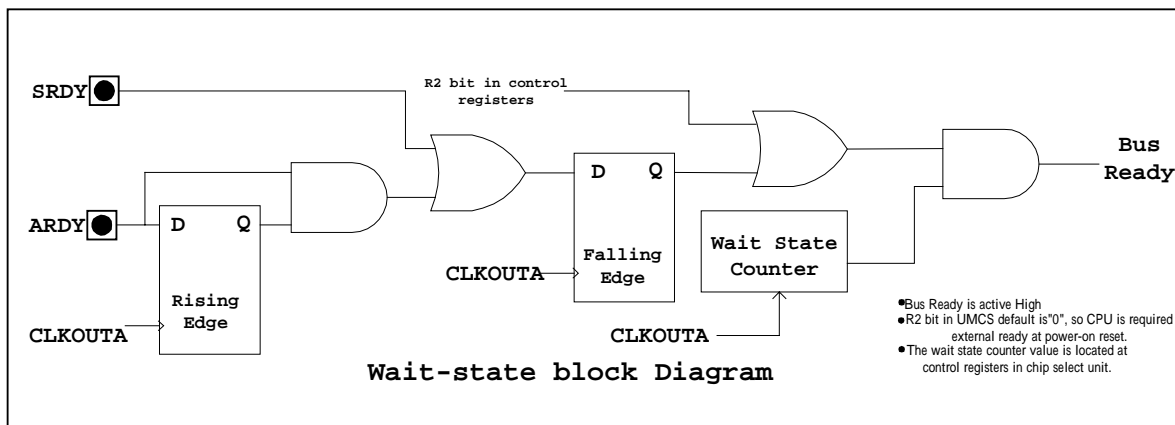 SRDY
R2 bit in control
registers
Bus
Ready
D Q
ARDY
D Q
Wait State
Counter
Falling
Edge
CLKOUTA
Rising
Edge
CLKOUTA
CLKOUTA
Bus Ready is active High
R2 bit in UMCS default is"0", so CPU is required
external ready at power-on reset.
The wait state counter value is located at
control registers in chip select unit.
Wait-state block Diagram